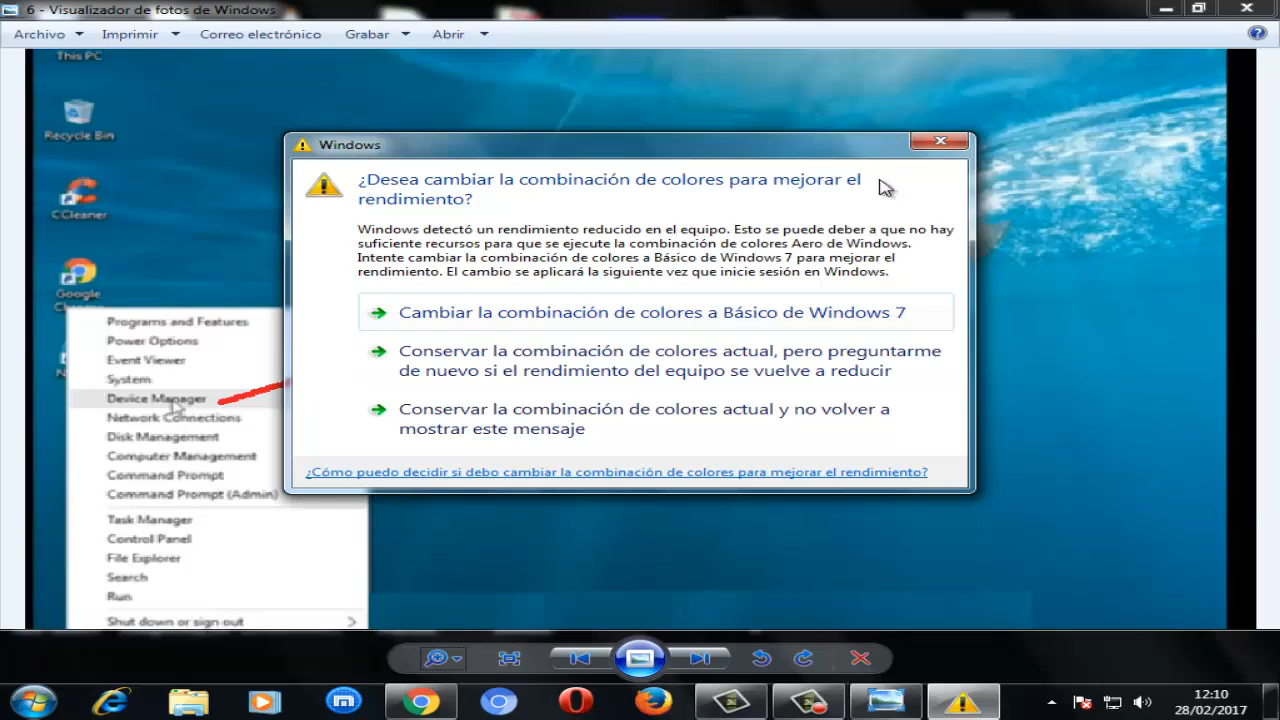 6 - Visualizador de fotos de Windows
Archivo Imprimir Correo electrónico Grabar Abrir
This PC
Recycle Bin
CCleaner
Google
Windows
¿Desea cambiar la combinación de colores para mejorar el
rendimiento?
Windows detectó un rendimiento reducido en el equipo. Esto se puede deber a que no hay
suficiente recursos para que se ejecute la combinación de colores Aero de Windows.
Intente cambiar la combinación de colores a Básico de Windows 7 para mejorar el
rendimiento. El cambio se aplicará la siguiente vez que inicie sesión en Windows.
Cambiar la combinación de colores a Básico de Windows 7
Conservar la combinación de colores actual, pero preguntarme
de nuevo si el rendimiento del equipo se vuelve a reducir
Conservar la combinación de colores actual y no volver a
mostrar este mensaje
¿Cómo puedo decidir si debo cambiar la combinación de colores para mejorar el rendimiento?
Programs and Features
Power Options
Event Viewer
System
Device Manager
Network Connections
Disk Management
Computer Management
Command Prompt
Command Prompt (Admin)
Task Manager
Control Panel
File Explorer
Search
Run
Shut down or sign out
12:10
28/02/2017